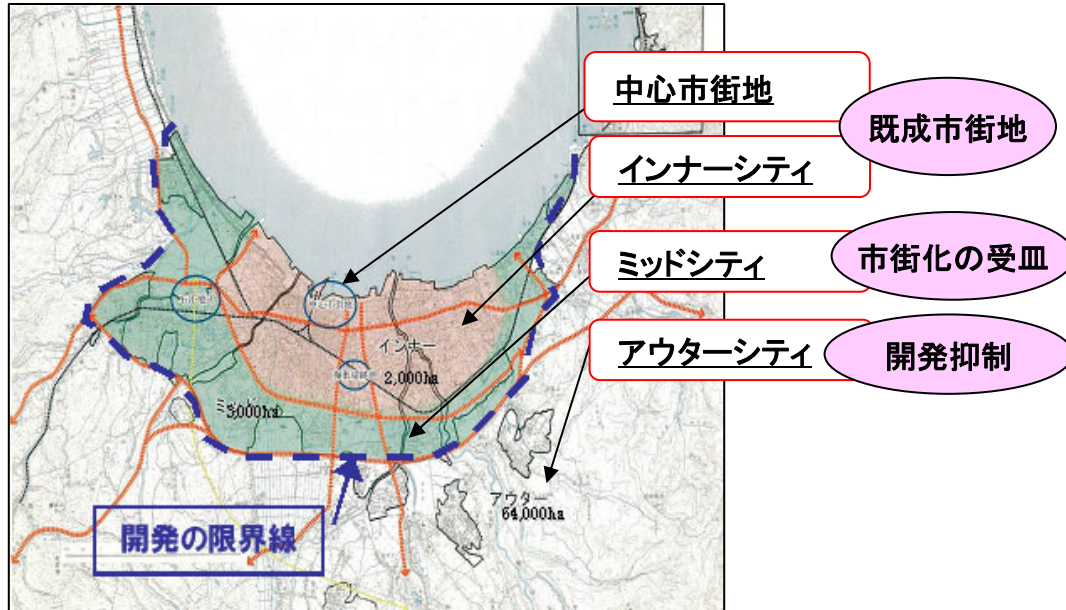 中心市街地
既成市街地
インナーシティ
ミッドシティ
市街化の受皿
アウターシティ
開発抑制
インナー
2,000ha
3,000ha
アウター
64,000ha
開発の限界線